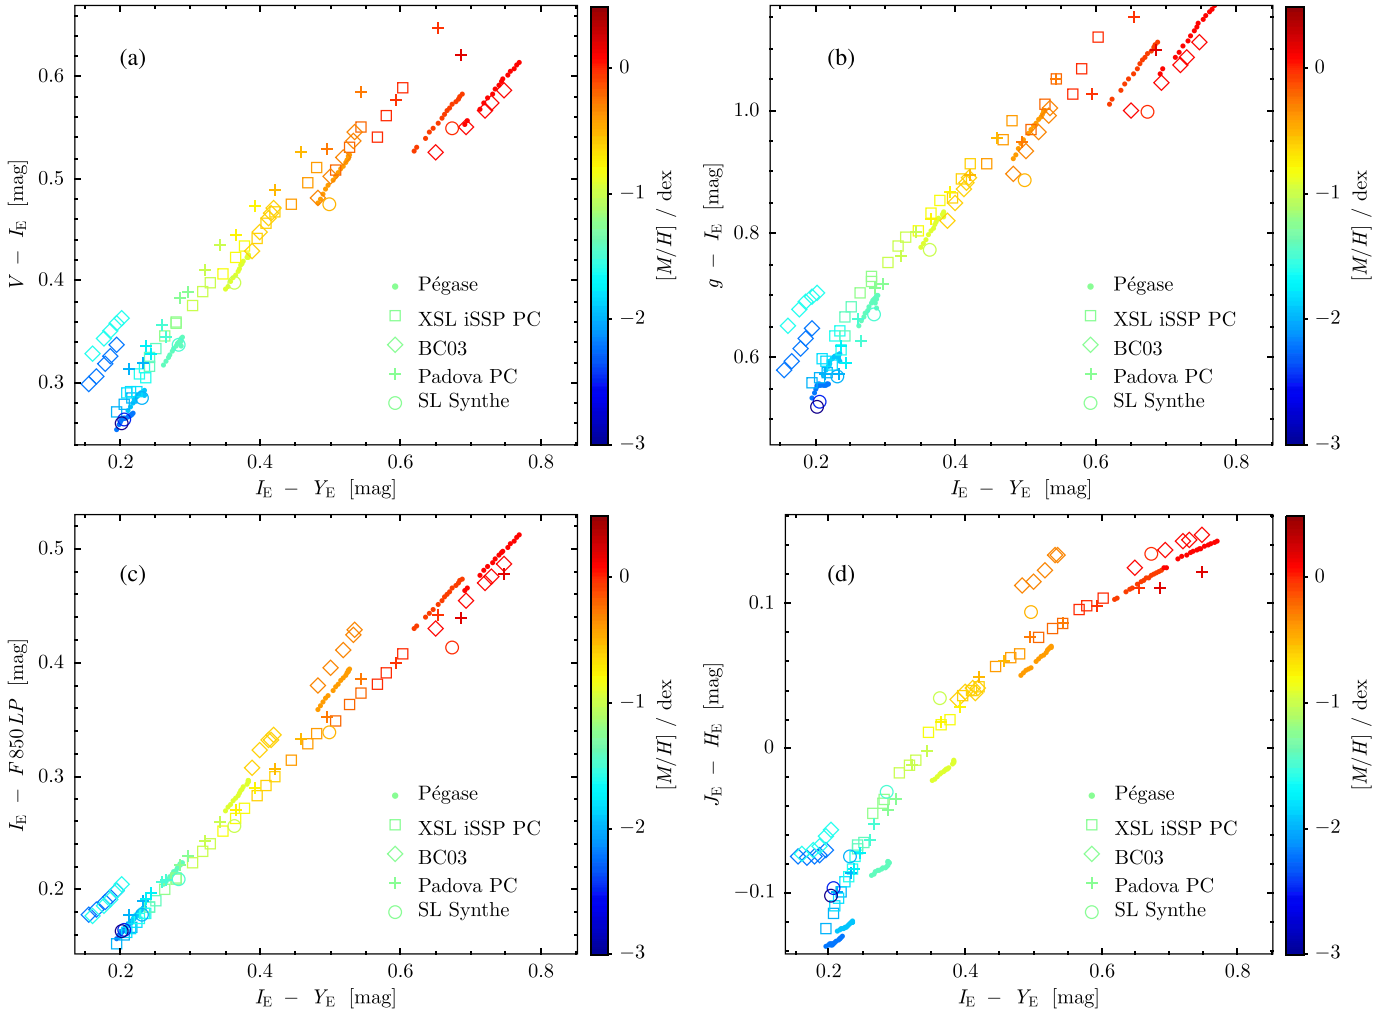 (a)
0.6
0.5
0.4
0.3
V − I_E [mag]
0.2
0.4
0.6
0.8
I_E − Y_E [mag]
Pégase
XSL iSSP PC
BC03
Padova PC
SL Synthe
0
−1
−2
−3
[M/H] / dex
(b)
1.0
0.8
0.6
g − I_E [mag]
0.2
0.4
0.6
0.8
I_E − Y_E [mag]
Pégase
XSL iSSP PC
BC03
Padova PC
SL Synthe
0
−1
−2
−3
[M/H] / dex
(c)
0.5
0.4
0.3
0.2
I_E − F850LP [mag]
0.2
0.4
0.6
0.8
I_E − Y_E [mag]
Pégase
XSL iSSP PC
BC03
Padova PC
SL Synthe
0
−1
−2
−3
[M/H] / dex
(d)
0.1
0
−0.1
J_E − H_E [mag]
0.2
0.4
0.6
0.8
I_E − Y_E [mag]
Pégase
XSL iSSP PC
BC03
Padova PC
SL Synthe
0
−1
−2
−3
[M/H] / dex